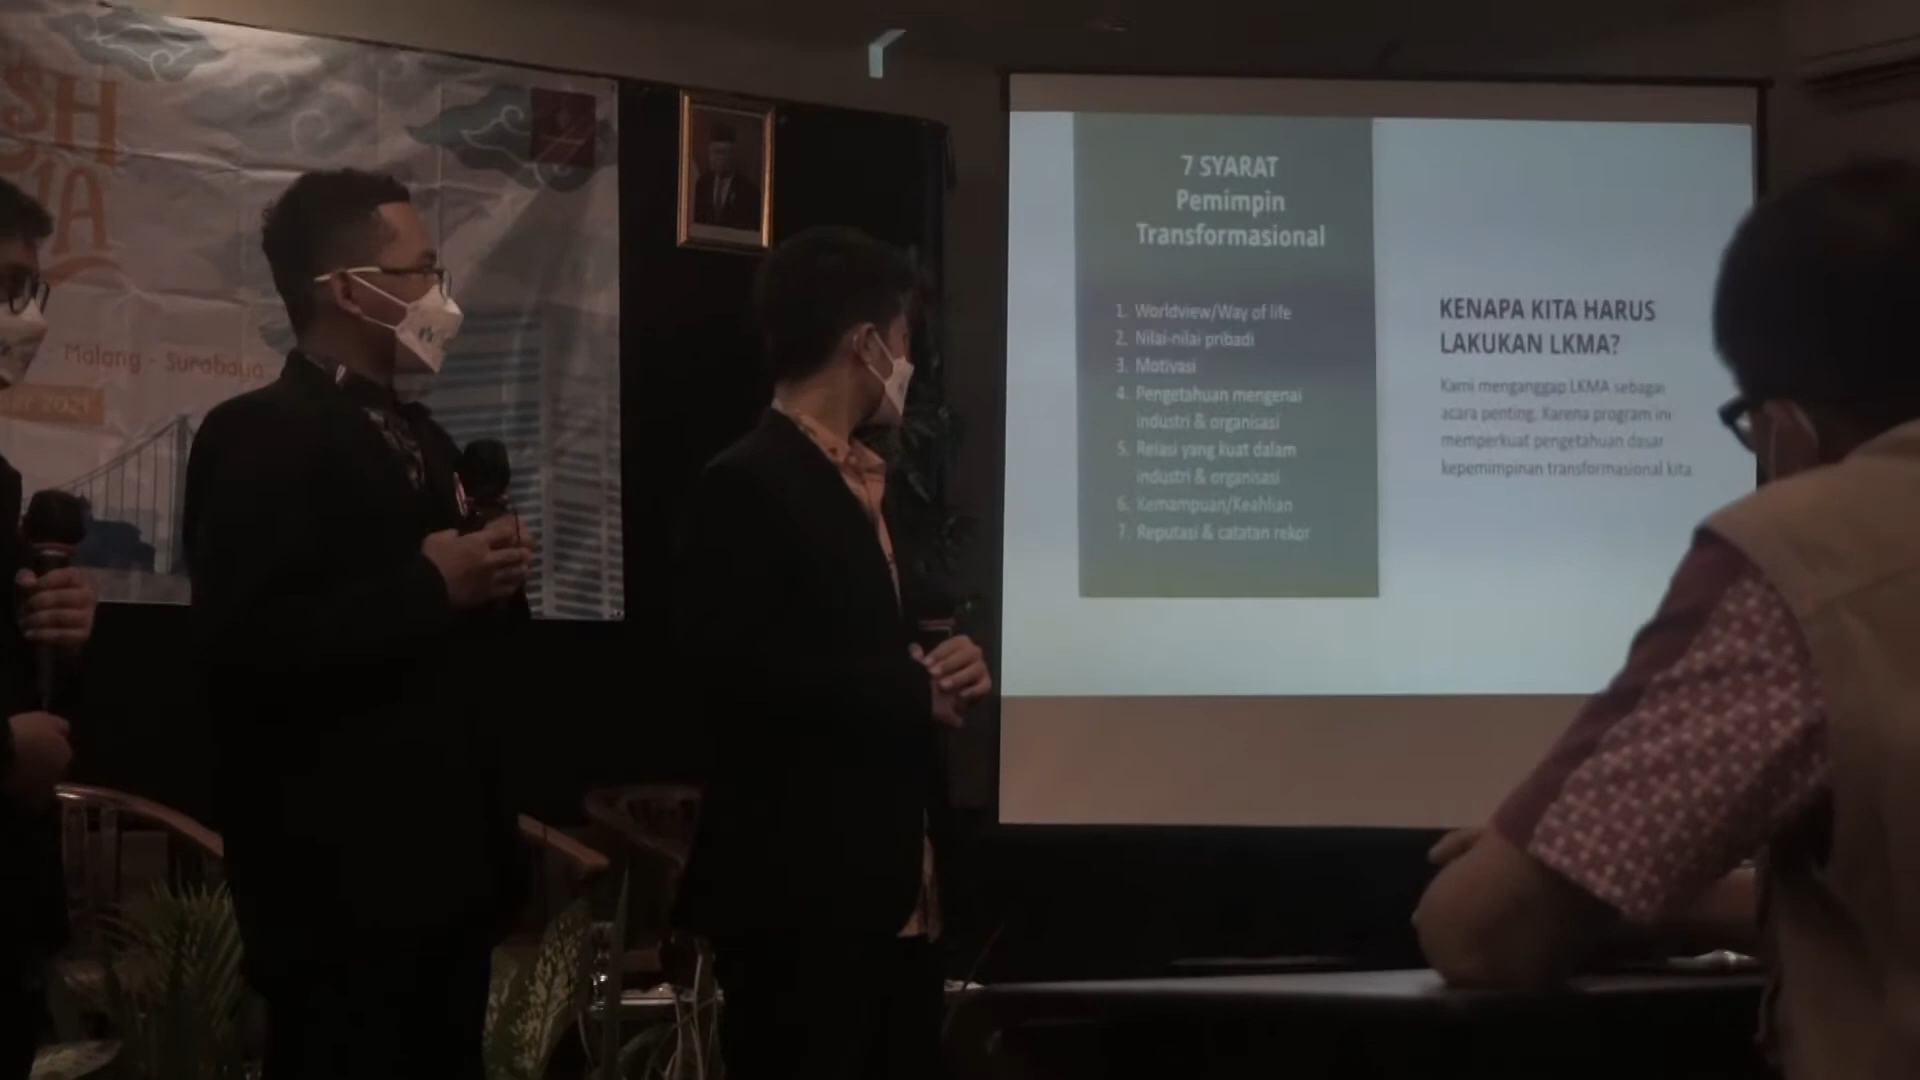 SH
Malang - Surabaya
2021
7 SYARAT
Pemimpin
Transformasional
1. Worldview/Way of life
2. Nilai-nilai pribadi
3. Motivasi
4. Pengetahuan mengenai
industri & organisasi
5. Relasi yang kuat dalam
industri & organisasi
6. Kemampuan/Keahlian
7. Reputasi & catatan rekor
KENAPA KITA HARUS
LAKUKAN LKMA?
Kami menganggap LKMA sebagai
acara penting. Karena program ini
memperkuat pengetahuan dasar
kepemimpinan transformasional kita